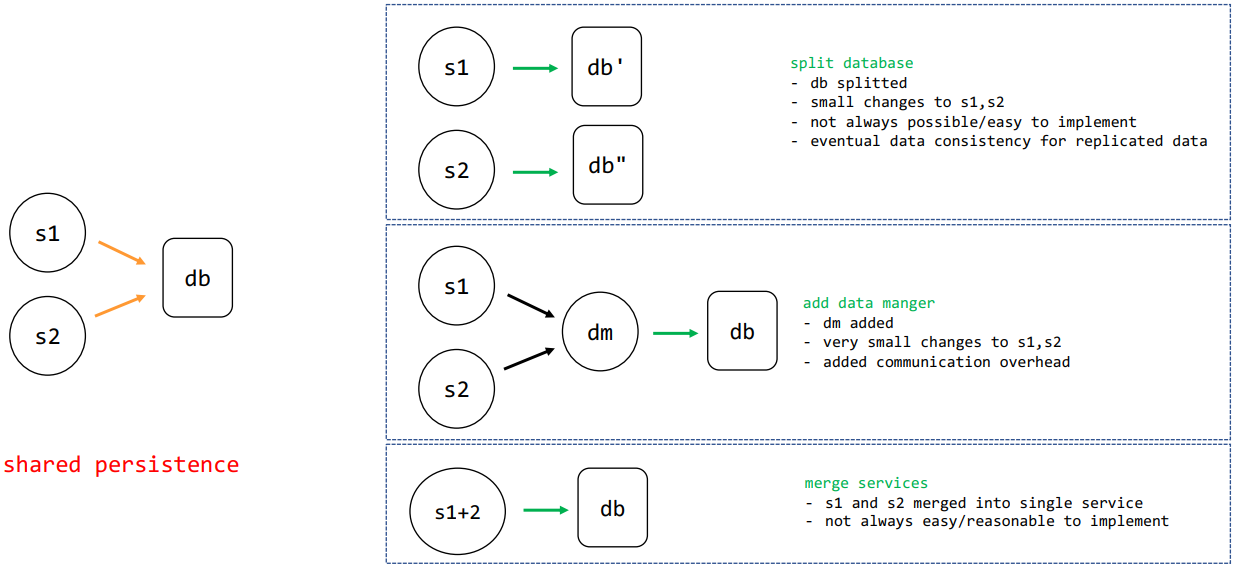 s1
s2
db
shared persistence
s1
db'
s2
db"
split database
- db splitted
- small changes to s1,s2
- not always possible/easy to implement
- eventual data consistency for replicated data
s1
s2
dm
db
add data manger
- dm added
- very small changes to s1,s2
- added communication overhead
s1+2
db
merge services
- s1 and s2 merged into single service
- not always easy/reasonable to implement